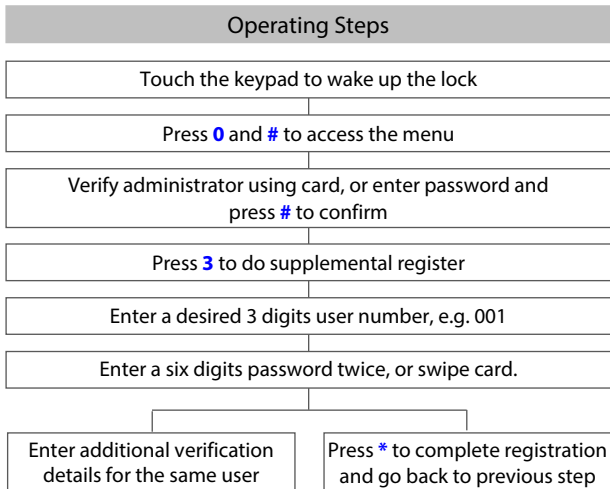 Operating Steps
Touch the keypad to wake up the lock
Press 0 and # to access the menu
Verify administrator using card, or enter password and
press # to confirm
Press 3 to do supplemental register
Enter a desired 3 digits user number, e.g. 001
Enter a six digits password twice, or swipe card.
Enter additional verification
details for the same user
Press * to complete registration
and go back to previous step